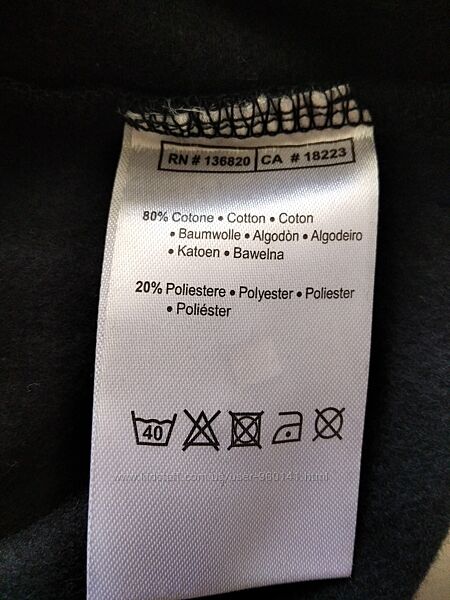 RN # 136820 CA # 18223
80% Cotone • Cotton • Coton
• Baumwolle • Algodòn • Algodeiro
• Katoen • Bawelna
20% Poliestere • Polyester • Poliester
• Poliéster
40